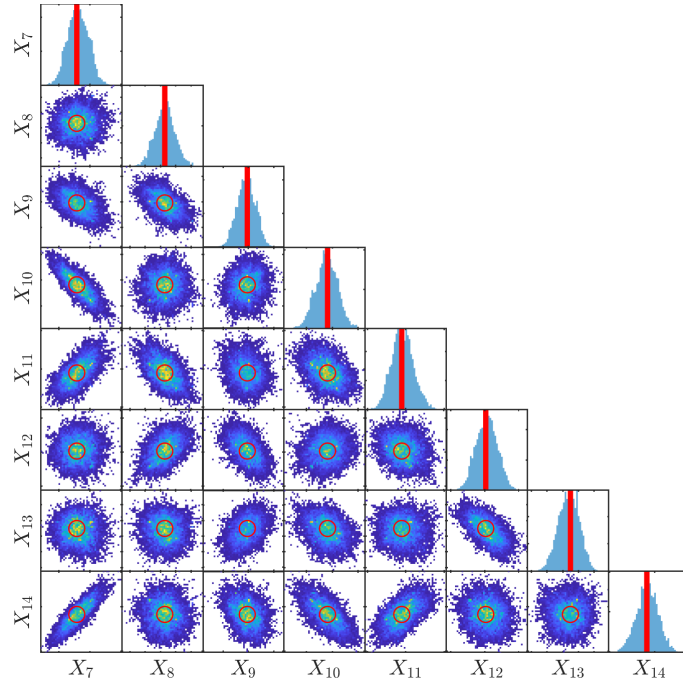 X₇
X₈
X₉
X₁₀
X₁₁
X₁₂
X₁₃
X₁₄
X₇ X₈ X₉ X₁₀ X₁₁ X₁₂ X₁₃ X₁₄